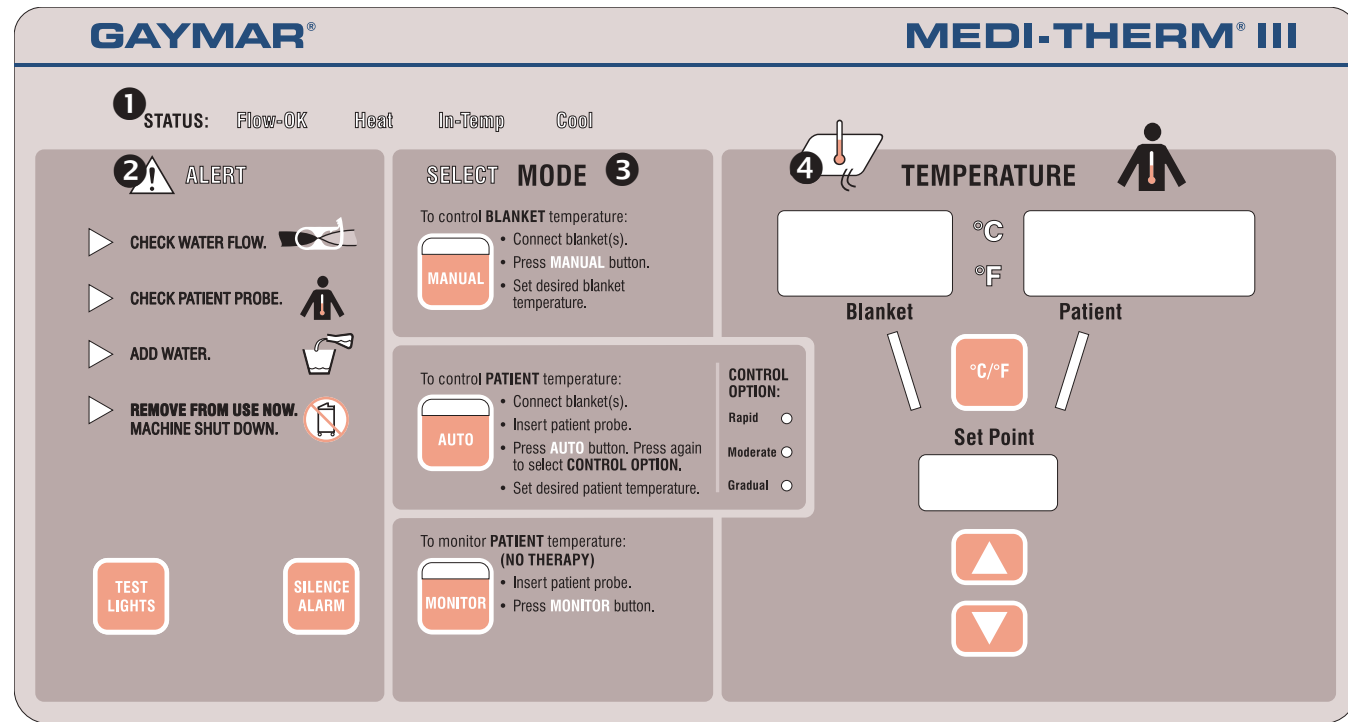 GAYMAR®
MEDI-THERM® III
1
STATUS: Flow-OK Heat In-Temp Cool
2 ! ALERT
CHECK WATER FLOW.
CHECK PATIENT PROBE.
ADD WATER.
REMOVE FROM USE NOW.
MACHINE SHUT DOWN.
TEST
LIGHTS
SILENCE
ALARM
SELECT MODE 3
To control BLANKET temperature:
MANUAL
• Connect blanket(s).
• Press MANUAL button.
• Set desired blanket
temperature.
To control PATIENT temperature:
AUTO
• Connect blanket(s).
• Insert patient probe.
• Press AUTO button. Press again
to select CONTROL OPTION.
• Set desired patient temperature.
CONTROL
OPTION:
Rapid
Moderate
Gradual
To monitor PATIENT temperature:
(NO THERAPY)
MONITOR
• Insert patient probe.
• Press MONITOR button.
4 TEMPERATURE
°C
°F
Blanket
Patient
°C/°F
Set Point